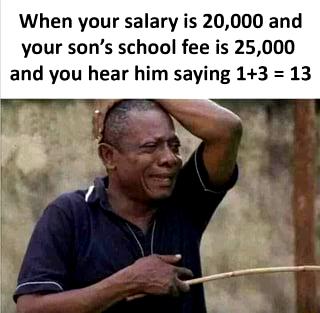 When your salary is 20,000 and
your son’s school fee is 25,000
and you hear him saying 1+3 = 13